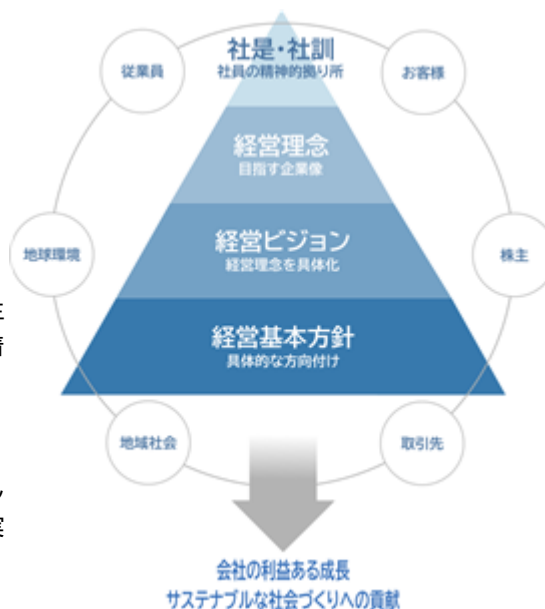 社是・社訓
社員の精神的拠り所
従業員
お客様
経営理念
目指す企業像
経営ビジョン
経営理念を具体化
地球環境
株主
経営基本方針
具体的な方向付け
地域社会
取引先
会社の利益ある成長
サステナブルな社会づくりへの貢献